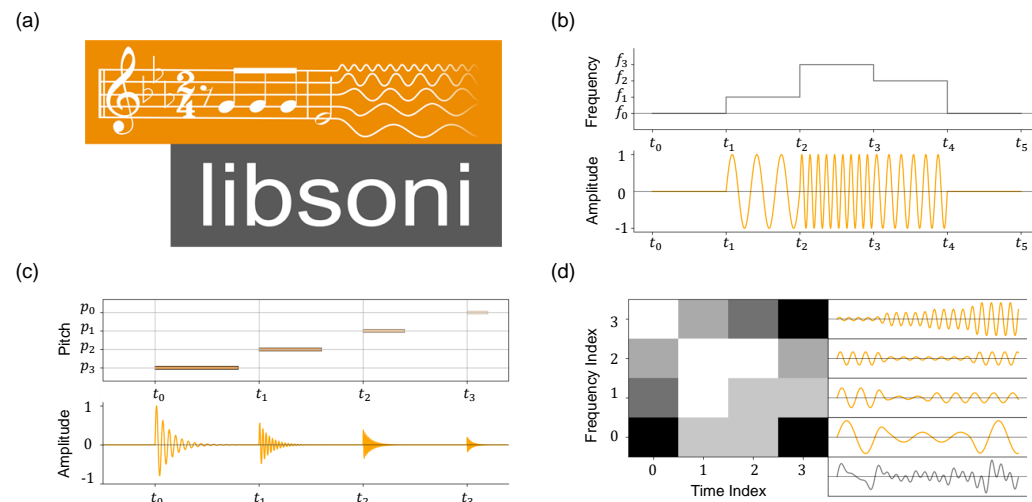 (a)
2
4
libsoni
(b)
Frequency
f₃
f₂
f₁
f₀
t₀ t₁ t₂ t₃ t₄ t₅
Amplitude
1
0
-1
t₀ t₁ t₂ t₃ t₄ t₅
(c)
Pitch
p₀
p₁
p₂
p₃
t₀ t₁ t₂ t₃
Amplitude
1
0
-1
t₀ t₁ t₂ t₃
(d)
Frequency Index
3
2
1
0
0 1 2 3
Time Index